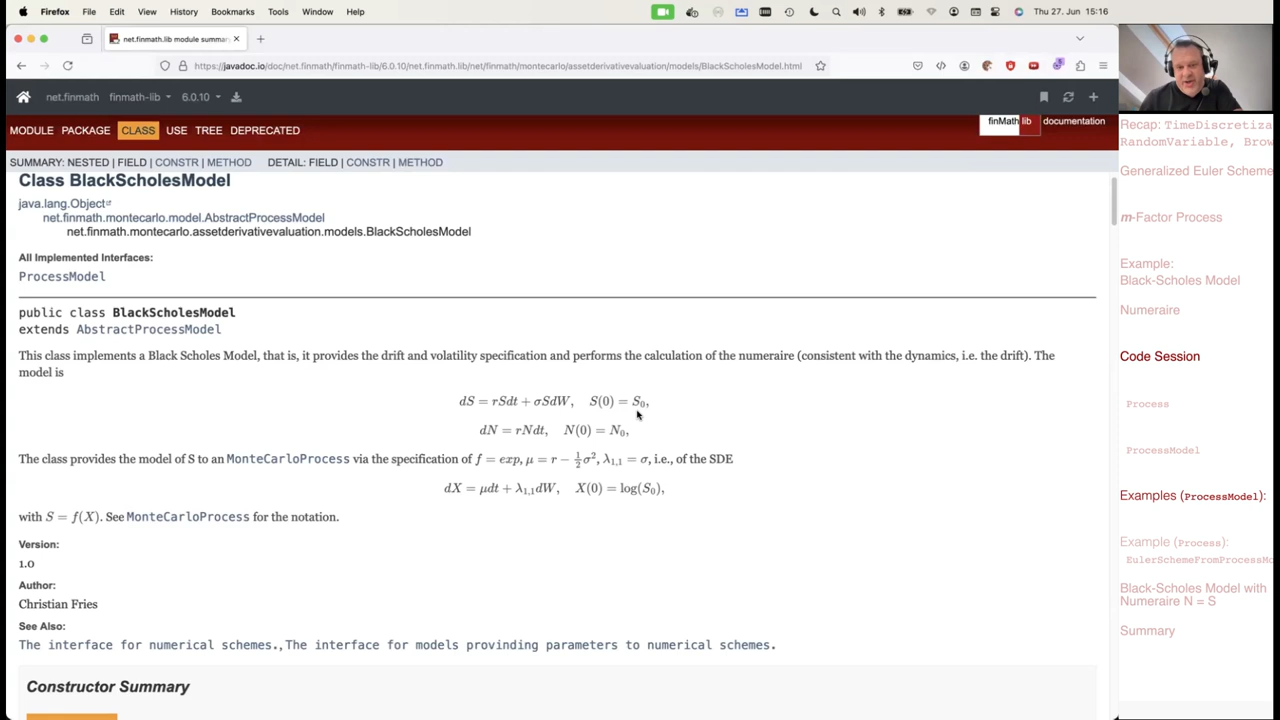 Firefox File Edit View History Bookmarks Tools Window Help Thu 27. Jun 15:16
net.finmath.lib module summa
https://javadoc.io/doc/net.finmath/finmath-lib/6.0.10/net.finmath.lib/net/finmath/montecarlo/assetderivativevaluation/models/BlackScholesModel.html
net.finmath finmath-lib 6.0.10
MODULE PACKAGE CLASS USE TREE DEPRECATED
finMath lib documentation
SUMMARY: NESTED | FIELD | CONSTR | METHOD DETAIL: FIELD | CONSTR | METHOD
Class BlackScholesModel
java.lang.Object
net.finmath.montecarlo.model.AbstractProcessModel
net.finmath.montecarlo.assetderivativevaluation.models.BlackScholesModel
All Implemented Interfaces:
ProcessModel
public class BlackScholesModel
extends AbstractProcessModel
This class implements a Black Scholes Model, that is, it provides the drift and volatility specification and performs the calculation of the numeraire (consistent with the dynamics, i.e. the drift). The
model is
dS = rSdt + σSdW, S(0) = S₀,
dN = rNdt, N(0) = N₀,
The class provides the model of S to an MonteCarloProcess via the specification of f = exp, μ = r − ½σ², λ₁,₁ = σ, i.e., of the SDE
dX = μdt + λ₁,₁dW, X(0) = log(S₀),
with S = f(X). See MonteCarloProcess for the notation.
Version:
1.0
Author:
Christian Fries
See Also:
The interface for numerical schemes., The interface for models provinding parameters to numerical schemes.
Constructor Summary
Recap: TimeDiscretiza
RandomVariable, Brow
Generalized Euler Scheme
m-Factor Process
Example:
Black-Scholes Model
Numeraire
Code Session
Process
ProcessModel
Examples (ProcessModel):
Example (Process):
EulerSchemeFromProcessMo
Black-Scholes Model with
Numeraire N = S
Summary